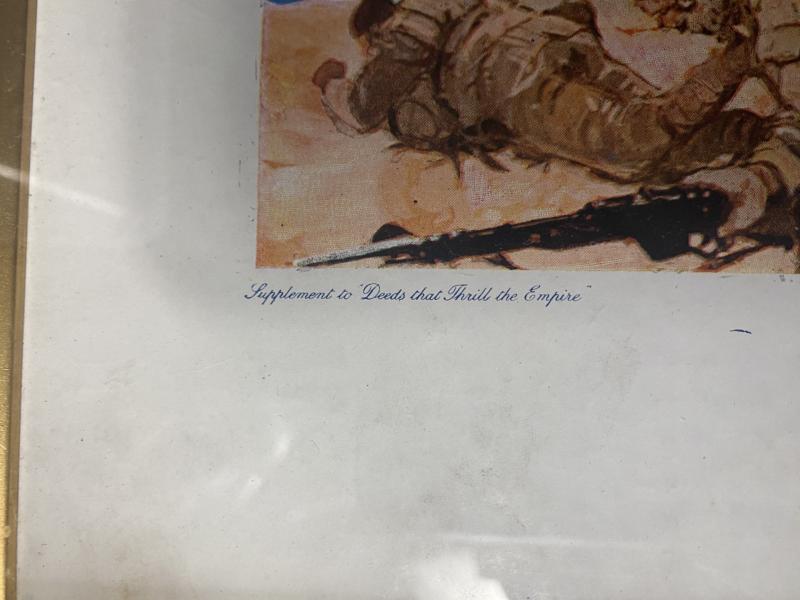 Supplement to "Deeds that Thrill the Empire"